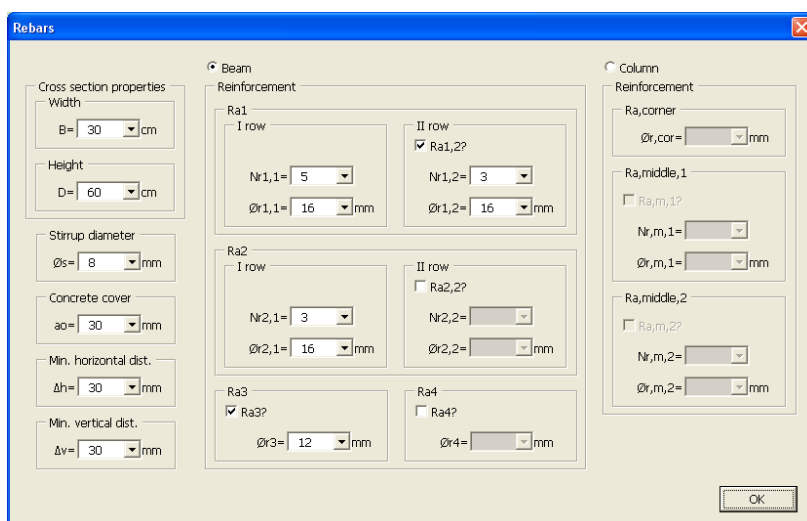 Rebars
Beam
Column
Cross section properties
Width
B= 30 cm
Height
D= 60 cm
Stirrup diameter
Øs= 8 mm
Concrete cover
ao= 30 mm
Min. horizontal dist.
Δh= 30 mm
Min. vertical dist.
Δv= 30 mm
Reinforcement
Ra1
I row
Nr1,1= 5
Ør1,1= 16 mm
II row
Ra1,2?
Nr1,2= 3
Ør1,2= 16 mm
Ra2
I row
Nr2,1= 3
Ør2,1= 16 mm
II row
Ra2,2?
Nr2,2=
Ør2,2= mm
Ra3
Ra3?
Ør3= 12 mm
Ra4
Ra4?
Ør4= mm
Reinforcement
Ra,corner
Ør,cor= mm
Ra,middle,1
Ra,m,1?
Nr,m,1=
Ør,m,1= mm
Ra,middle,2
Ra,m,2?
Nr,m,2=
Ør,m,2= mm
OK